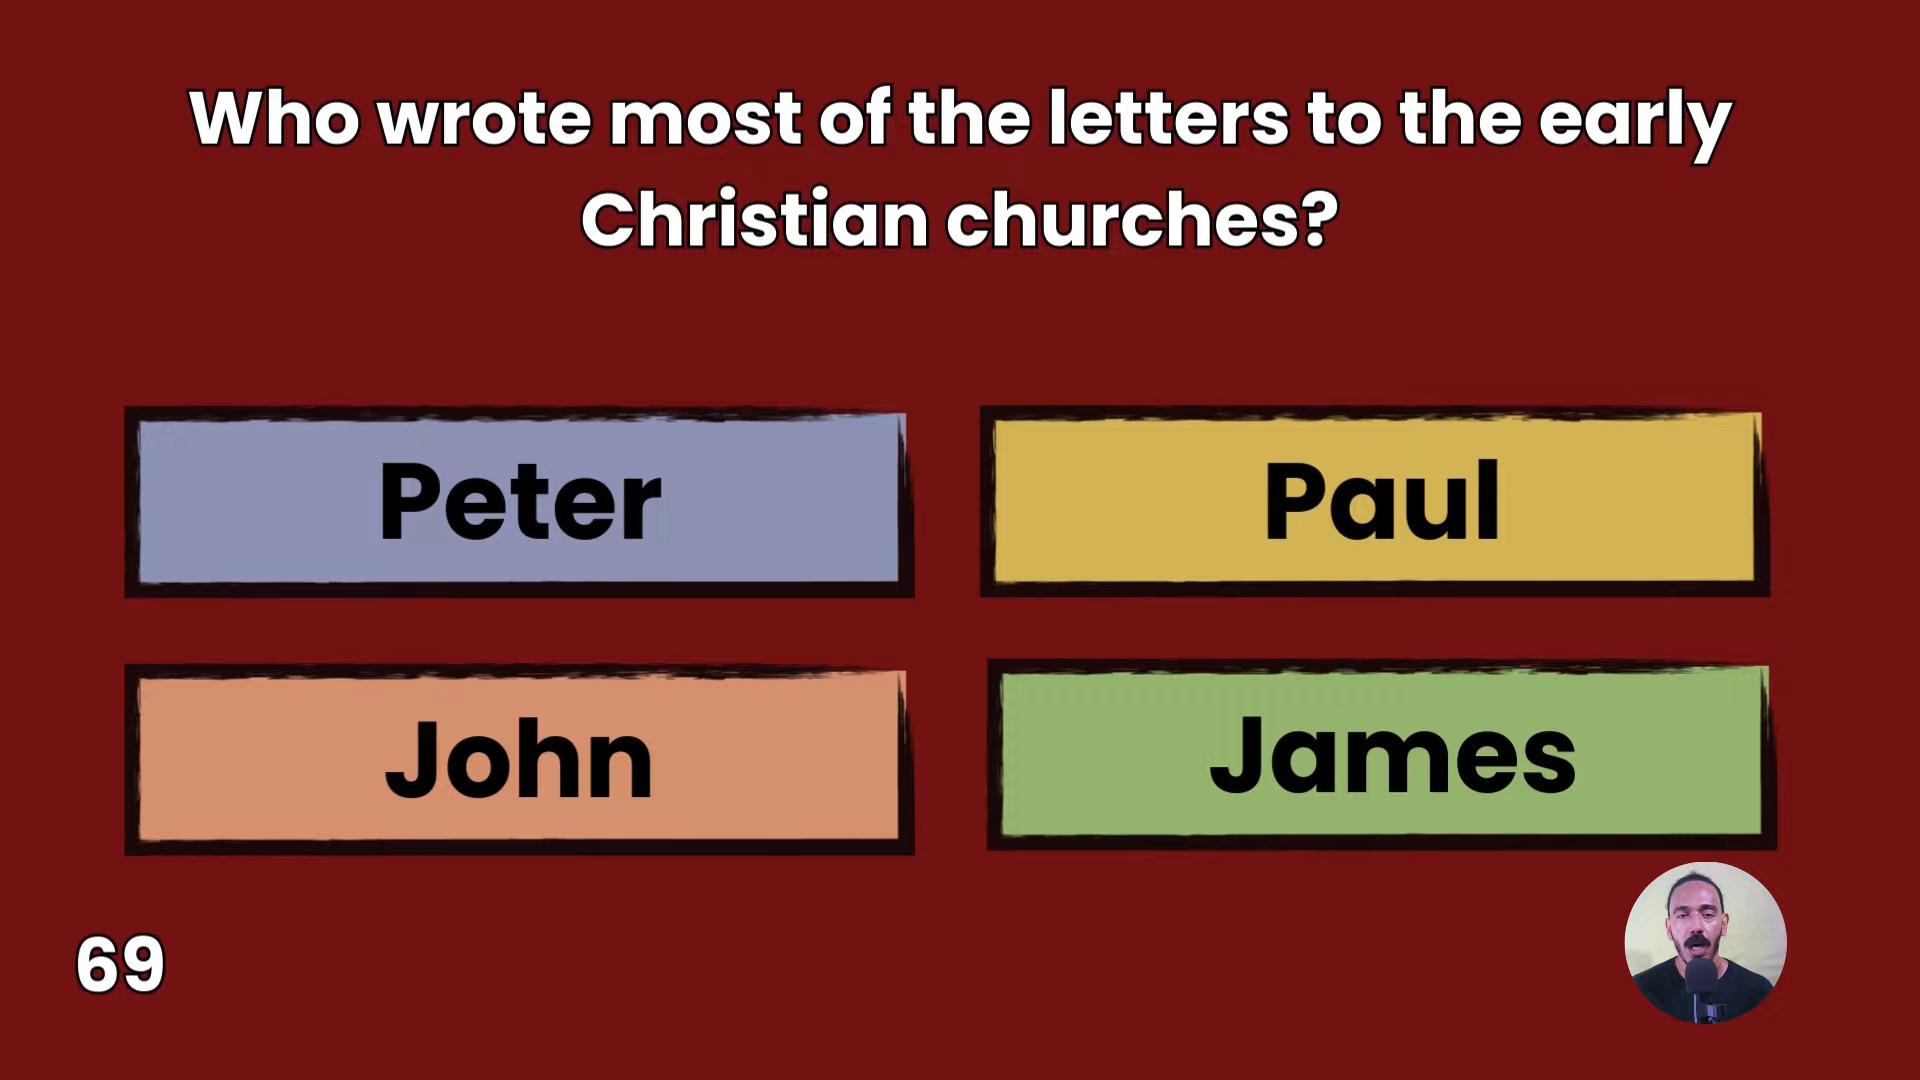 Who wrote most of the letters to the early
Christian churches?
Peter
Paul
John
James
69